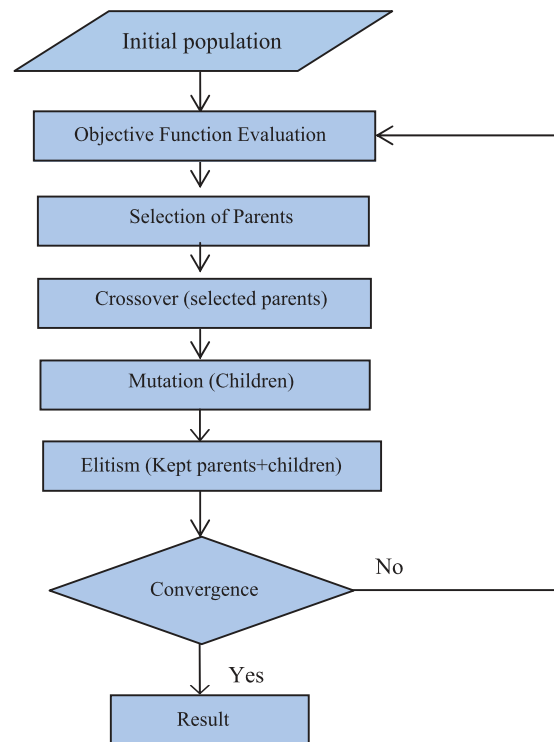 Initial population
Objective Function Evaluation
Selection of Parents
Crossover (selected parents)
Mutation (Children)
Elitism (Kept parents+children)
Convergence
No
Yes
Result